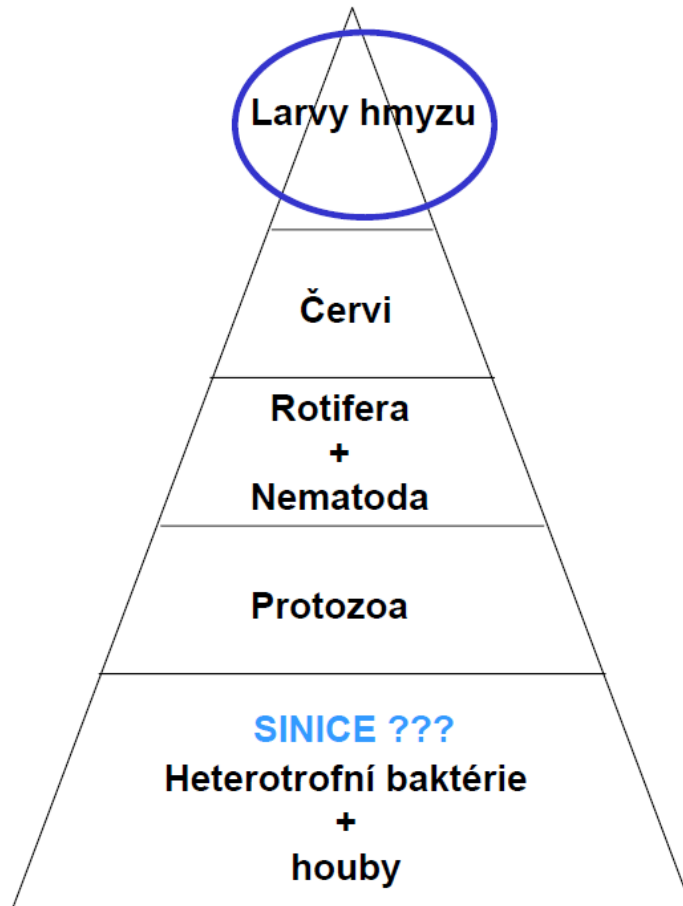 Larvy hmyzu
Červi
Rotifera
+
Nematoda
Protozoa
SINICE ???
Heterotrofní baktérie
+
houby